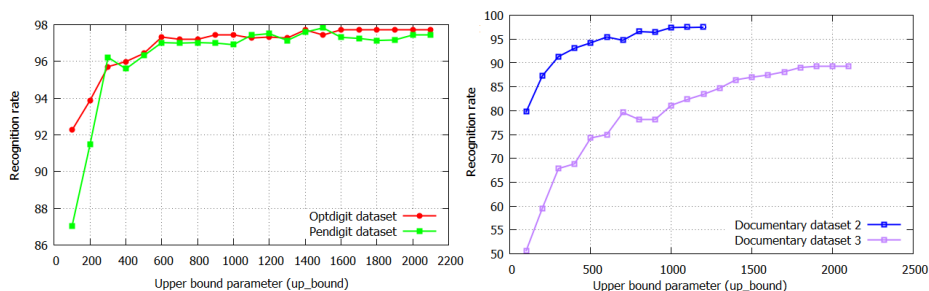 98
96
94
92
90
88
86
0 200 400 600 800 1000 1200 1400 1600 1800 2000 2200
Recognition rate
Upper bound parameter (up_bound)
Optdigit dataset
Pendigit dataset
100
95
90
85
80
75
70
65
60
55
50
0 500 1000 1500 2000 2500
Recognition rate
Upper bound parameter (up_bound)
Documentary dataset 2
Documentary dataset 3